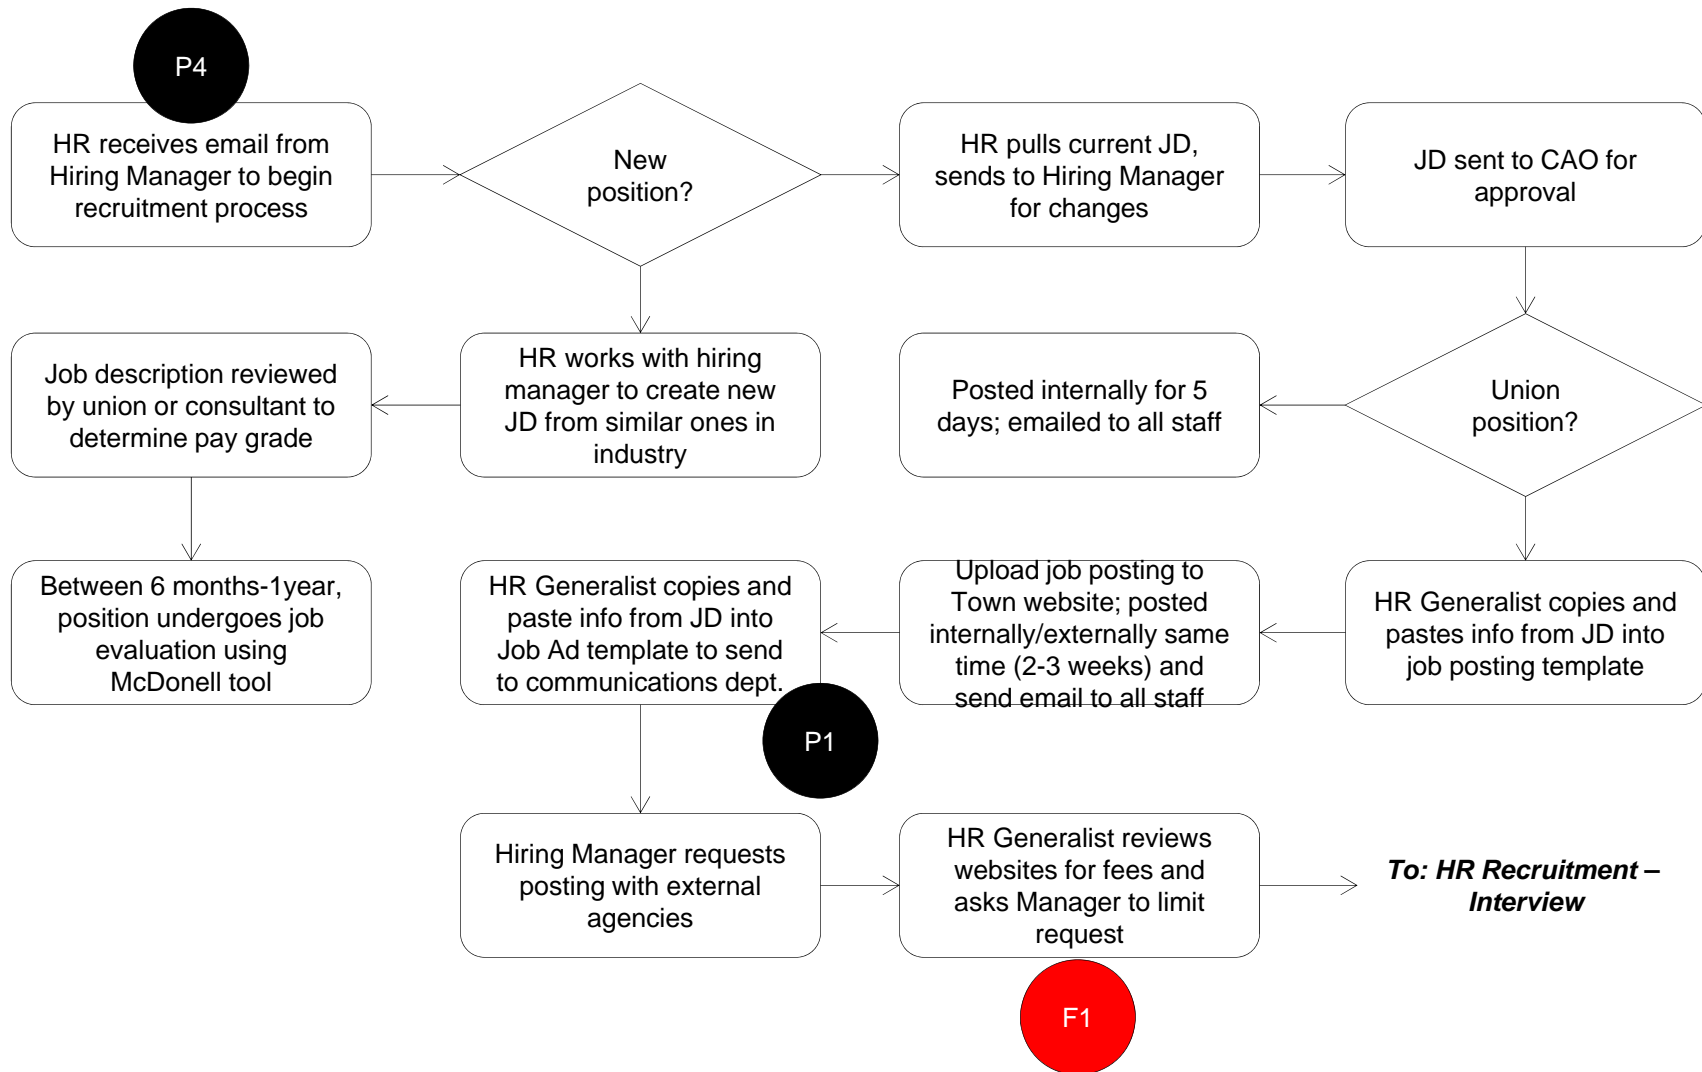 P4
HR receives email from
Hiring Manager to begin
recruitment process
New
position?
HR pulls current JD,
sends to Hiring Manager
for changes
JD sent to CAO for
approval
Job description reviewed
by union or consultant to
determine pay grade
HR works with hiring
manager to create new
JD from similar ones in
industry
Posted internally for 5
days; emailed to all staff
Union
position?
Between 6 months-1year,
position undergoes job
evaluation using
McDonell tool
HR Generalist copies and
paste info from JD into
Job Ad template to send
to communications dept.
Upload job posting to
Town website; posted
internally/externally same
time (2-3 weeks) and
send email to all staff
HR Generalist copies and
pastes info from JD into
job posting template
P1
Hiring Manager requests
posting with external
agencies
HR Generalist reviews
websites for fees and
asks Manager to limit
request
To: HR Recruitment –
Interview
F1